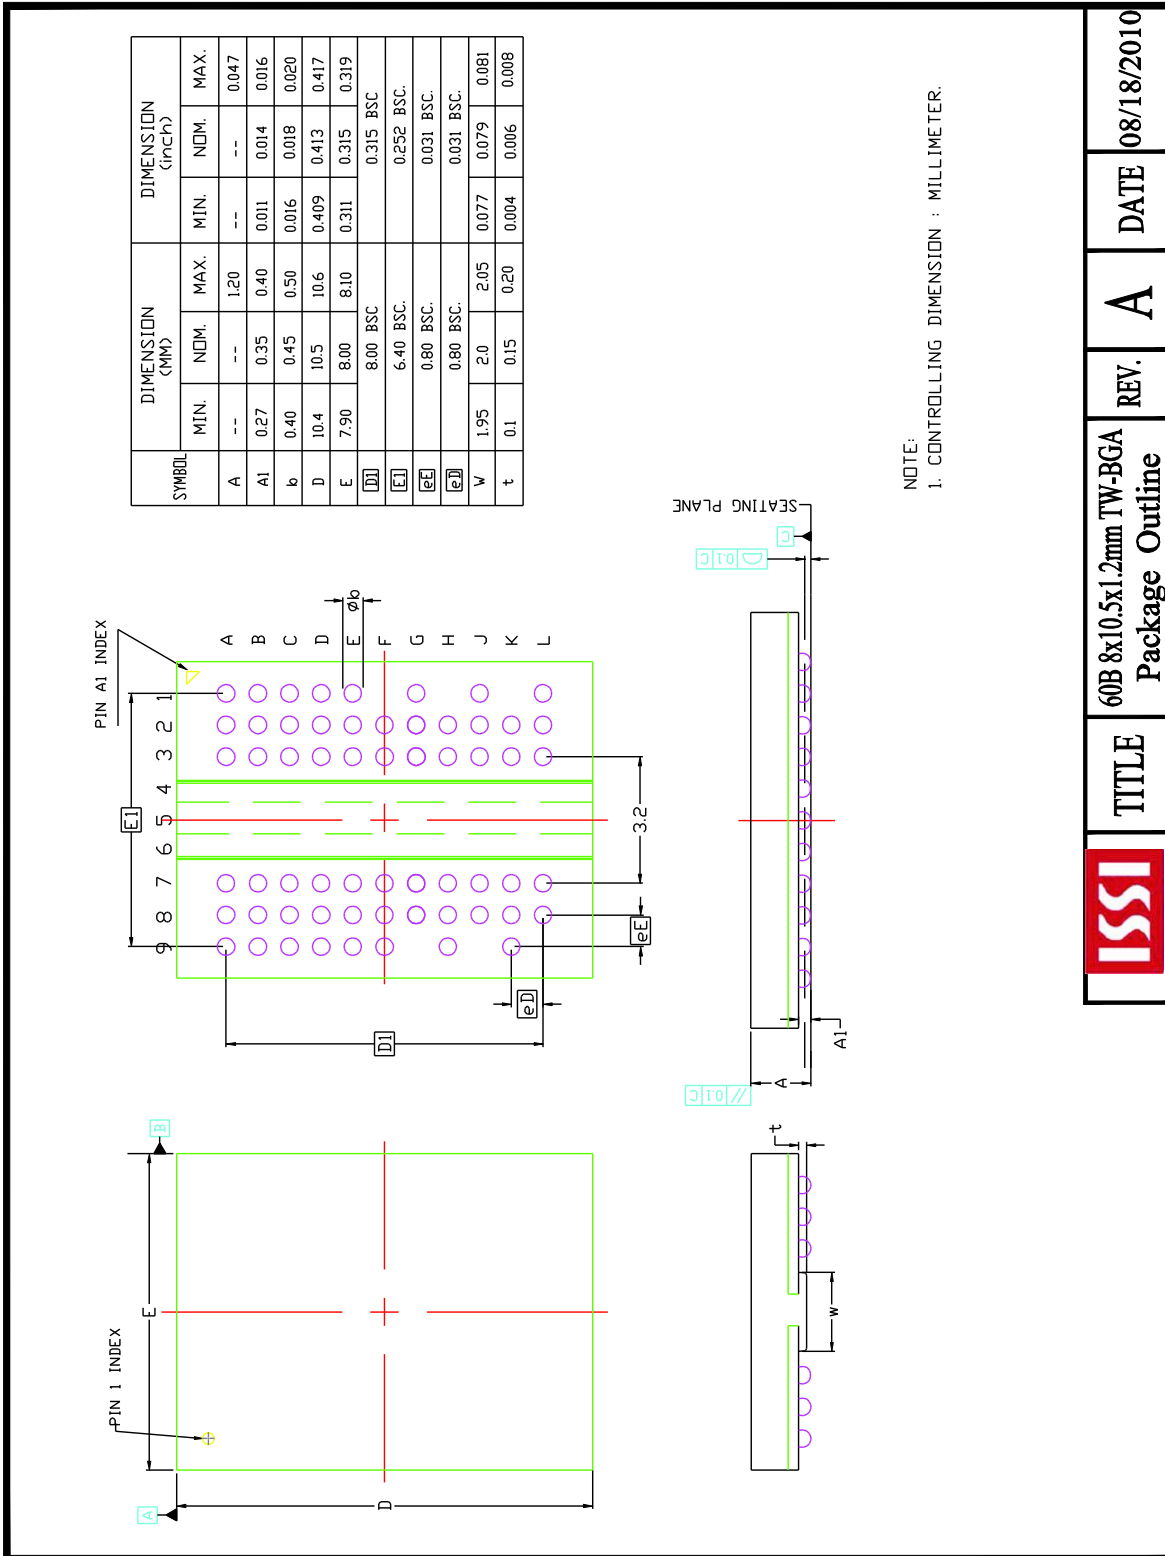 SYMBOL DIMENSION (MM) DIMENSION (inch)
MIN. NOM. MAX. MIN. NOM. MAX.
A -- -- 1.20 -- -- 0.047
A1 0.27 0.35 0.40 0.011 0.014 0.016
b 0.40 0.45 0.50 0.016 0.018 0.020
D 10.4 10.5 10.6 0.409 0.413 0.417
E 7.90 8.00 8.10 0.311 0.315 0.319
D1 8.00 BSC 0.315 BSC
E1 6.40 BSC. 0.252 BSC.
eE 0.80 BSC. 0.031 BSC.
eD 0.80 BSC. 0.031 BSC.
W 1.95 2.0 2.05 0.077 0.079 0.081
t 0.1 0.15 0.20 0.004 0.006 0.008
PIN 1 INDEX
A
B
E
D
PIN A1 INDEX
E1
9 8 7 6 5 4 3 2 1
A
B
C
D
E
F
G
H
J
K
L
Øb
D1
eD
eE
3.2
t
w
// 0.1 C
A
A1
0.1 C
C
SEATING PLANE
NOTE:
1. CONTROLLING DIMENSION : MILLIMETER.
ISSI
TITLE
60B 8x10.5x1.2mm TW-BGA
Package Outline
REV.
A
DATE
08/18/2010